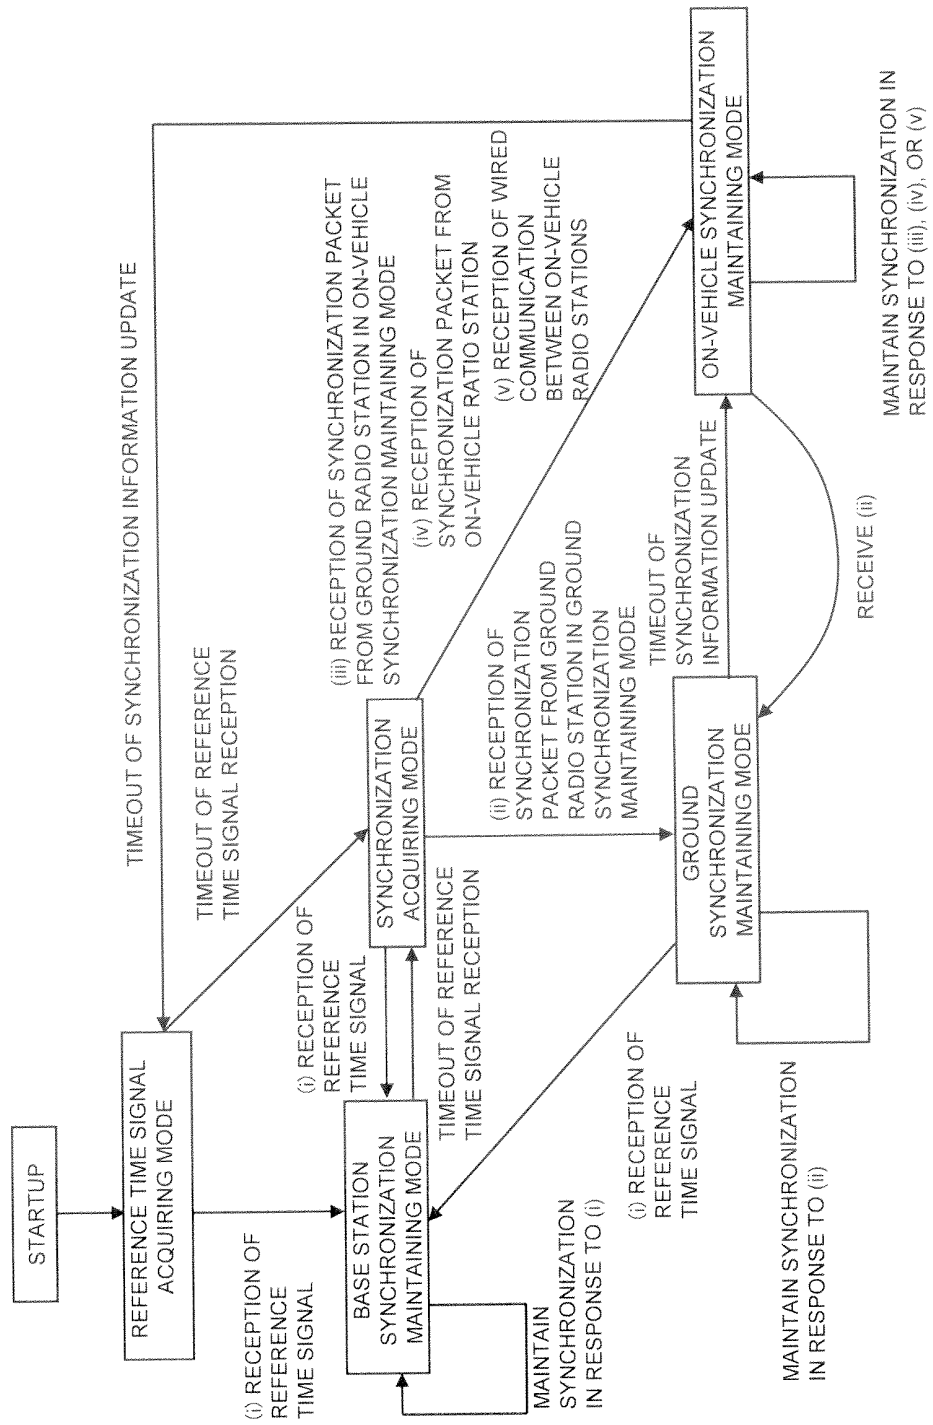 STARTUP
REFERENCE TIME SIGNAL
ACQUIRING MODE
TIMEOUT OF SYNCHRONIZATION INFORMATION UPDATE
TIMEOUT OF REFERENCE
TIME SIGNAL RECEPTION
(i) RECEPTION OF
REFERENCE
TIME SIGNAL
(i) RECEPTION OF
REFERENCE
TIME SIGNAL
BASE STATION
SYNCHRONIZATION
MAINTAINING MODE
SYNCHRONIZATION
ACQUIRING MODE
TIMEOUT OF REFERENCE
TIME SIGNAL RECEPTION
(iii) RECEPTION OF SYNCHRONIZATION PACKET
FROM GROUND RADIO STATION IN ON-VEHICLE
SYNCHRONIZATION MAINTAINING MODE
(iv) RECEPTION OF
SYNCHRONIZATION PACKET FROM
ON-VEHICLE RATIO STATION
(v) RECEPTION OF WIRED
COMMUNICATION
BETWEEN ON-VEHICLE
RADIO STATIONS
MAINTAIN
SYNCHRONIZATION
IN RESPONSE TO (i)
(i) RECEPTION OF
REFERENCE
TIME SIGNAL
(ii) RECEPTION OF
SYNCHRONIZATION
PACKET FROM GROUND
RADIO STATION IN GROUND
SYNCHRONIZATION
MAINTAINING MODE
TIMEOUT OF
SYNCHRONIZATION
INFORMATION UPDATE
GROUND
SYNCHRONIZATION
MAINTAINING MODE
ON-VEHICLE SYNCHRONIZATION
MAINTAINING MODE
MAINTAIN SYNCHRONIZATION
IN RESPONSE TO (ii)
RECEIVE (ii)
MAINTAIN SYNCHRONIZATION IN
RESPONSE TO (iii), (iv), OR (v)